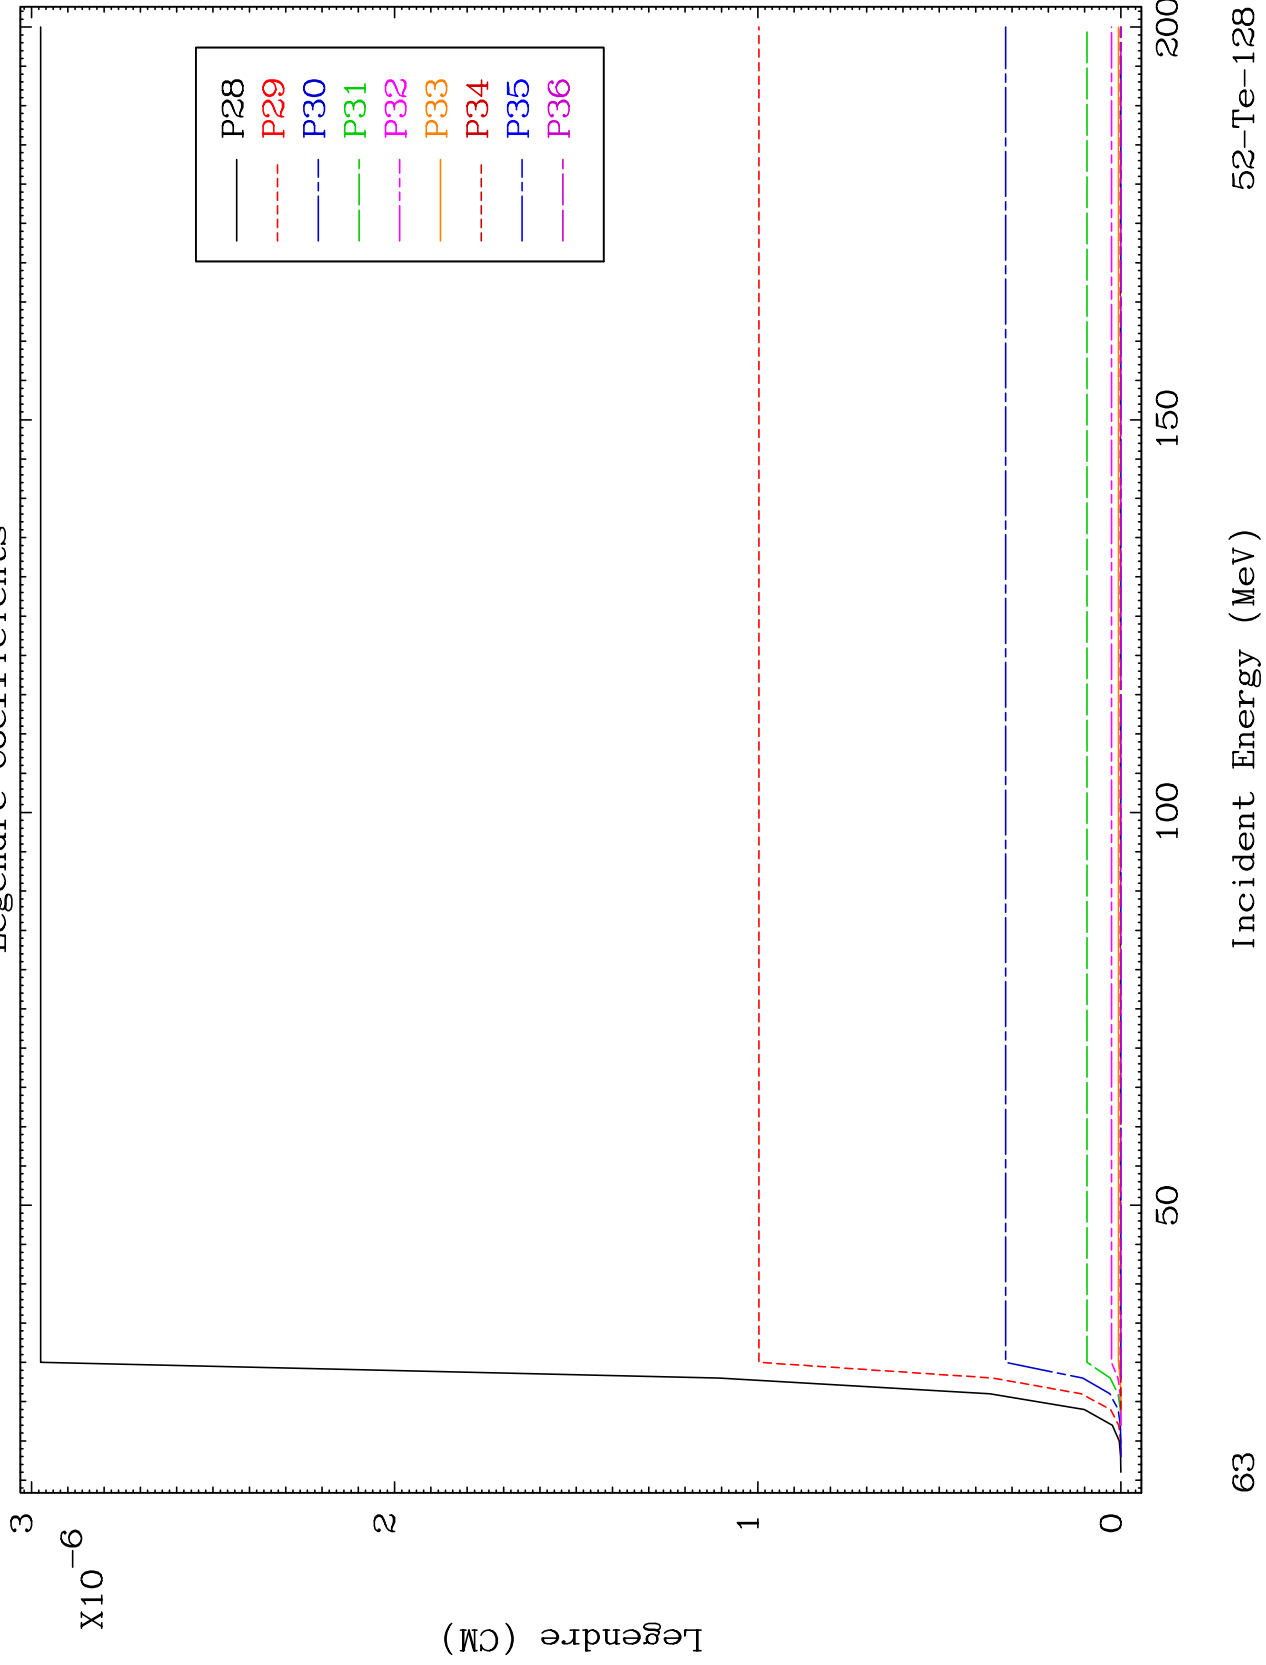 Legendre Coefficients
X10-6
3
2
1
0
Legendre (CM)
P28
P29
P30
P31
P32
P33
P34
P35
P36
50
100
150
200
63
Incident Energy (MeV)
52-Te-128